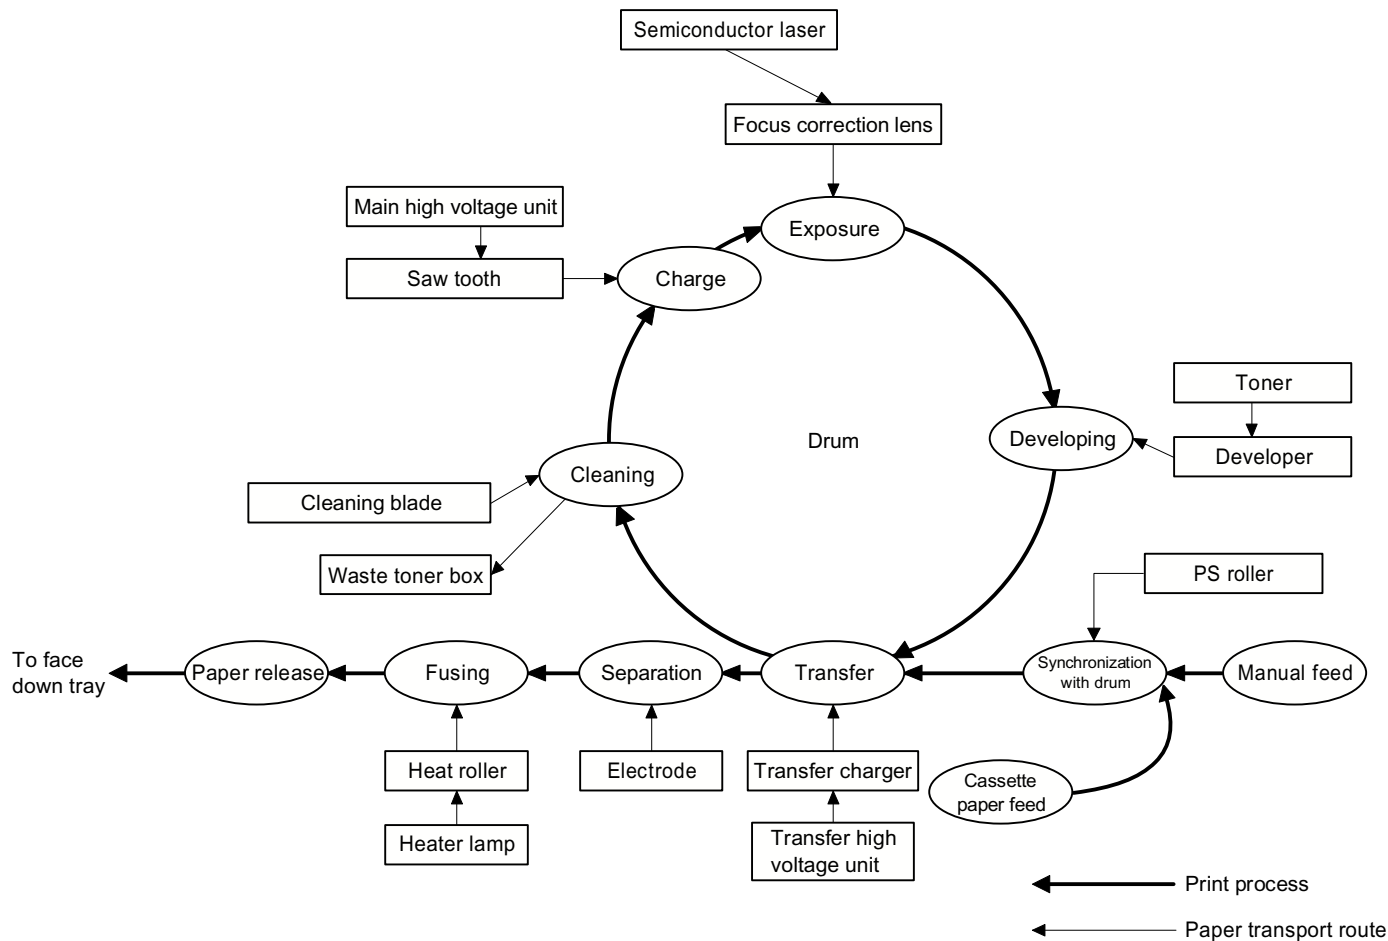 Semiconductor laser
Focus correction lens
Main high voltage unit
Exposure
Saw tooth
Charge
Toner
Drum
Developing
Developer
Cleaning
Cleaning blade
Waste toner box
PS roller
To face
down tray
Paper release
Fusing
Separation
Transfer
Synchronization
with drum
Manual feed
Heat roller
Electrode
Transfer charger
Cassette
paper feed
Heater lamp
Transfer high
voltage unit
Print process
Paper transport route